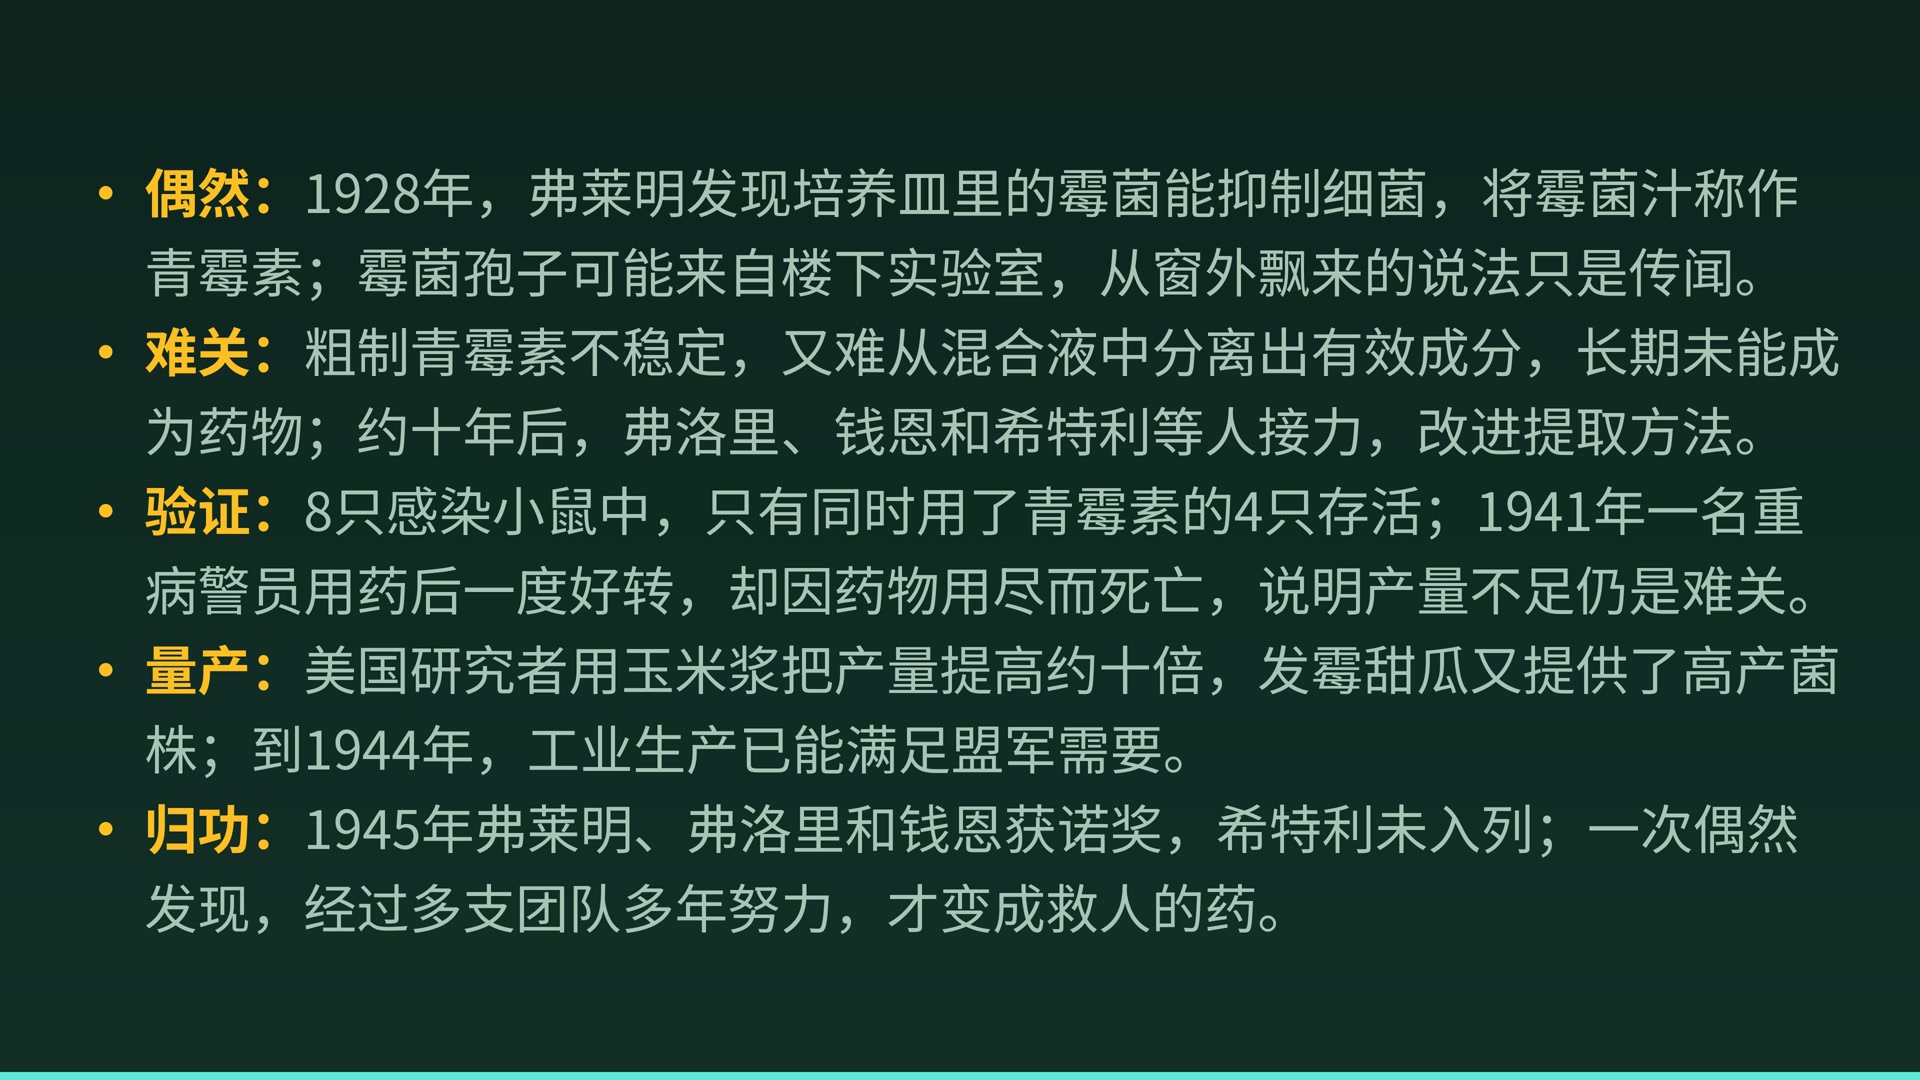 • 偶然：1928年，弗莱明发现培养皿里的霉菌能抑制细菌，将霉菌汁称作
青霉素；霉菌孢子可能来自楼下实验室，从窗外飘来的说法只是传闻。
• 难关：粗制青霉素不稳定，又难从混合液中分离出有效成分，长期未能成
为药物；约十年后，弗洛里、钱恩和希特利等人接力，改进提取方法。
• 验证：8只感染小鼠中，只有同时用了青霉素的4只存活；1941年一名重
病警员用药后一度好转，却因药物用尽而死亡，说明产量不足仍是难关。
• 量产：美国研究者用玉米浆把产量提高约十倍，发霉甜瓜又提供了高产菌
株；到1944年，工业生产已能满足盟军需要。
• 归功：1945年弗莱明、弗洛里和钱恩获诺奖，希特利未入列；一次偶然
发现，经过多支团队多年努力，才变成救人的药。